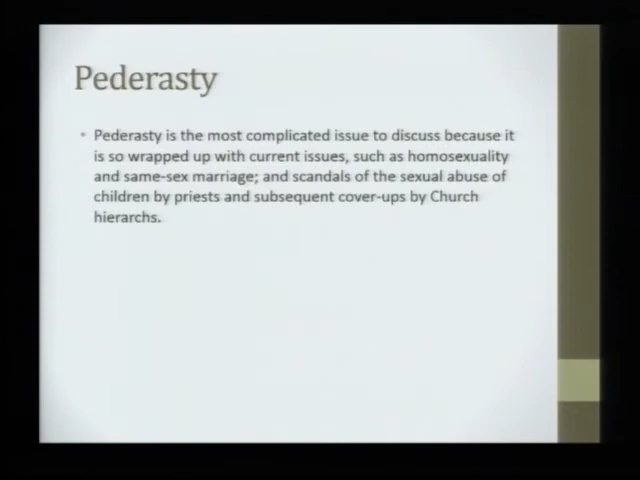 Pederasty
Pederasty is the most complicated issue to discuss because it
is so wrapped up with current issues, such as homosexuality
and same-sex marriage; and scandals of the sexual abuse of
children by priests and subsequent cover-ups by Church
hierarchs.